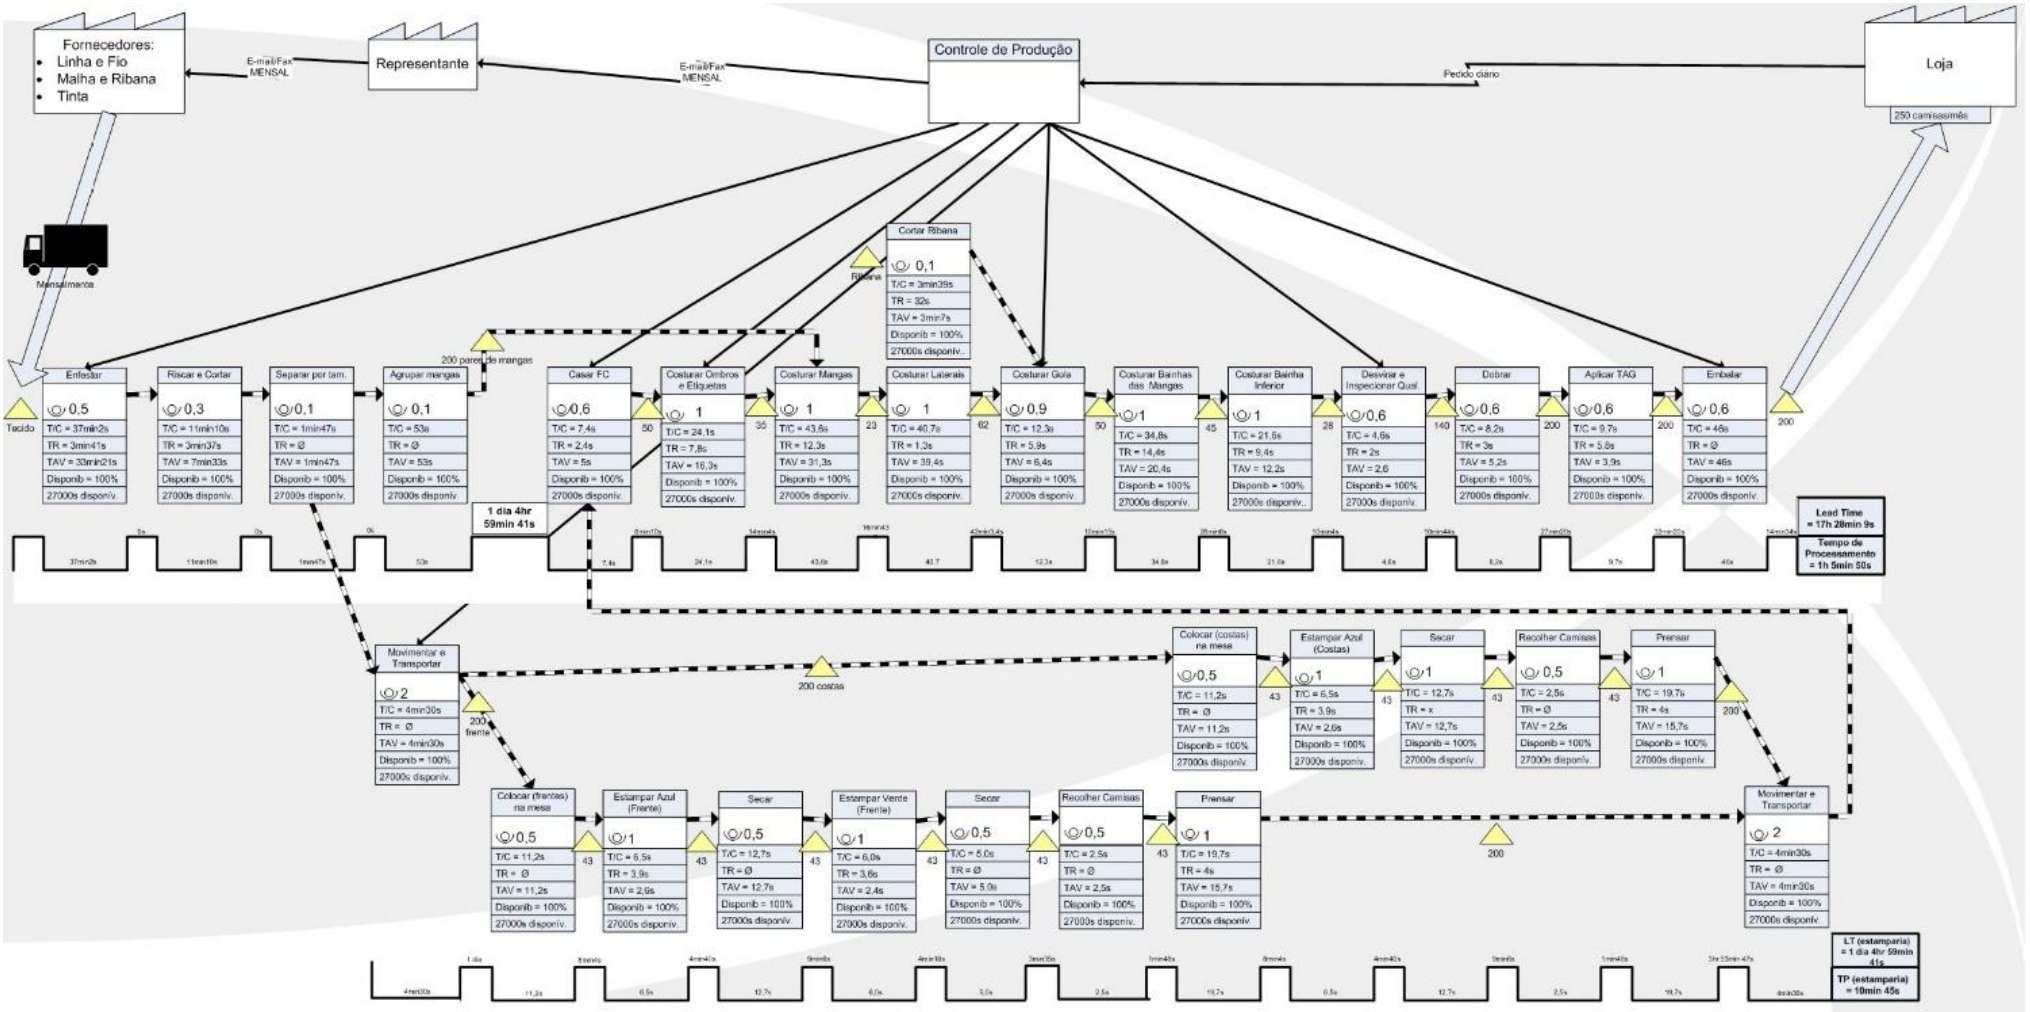 Fornecedores:
• Linha e Fio
• Malha e Ribana
• Tinta
E-mail/Fax
MENSAL
Representante
E-mail/Fax
MENSAL
Controle de Produção
Pedido diário
Loja
250 camisas/mês
Mensalmente
Tecido
Enfestar
0,5
T/C = 37min2s
TR = 3min41s
TAV = 33min21s
Disponib = 100%
27000s disponív.
Riscar e Cortar
0,3
T/C = 11min10s
TR = 3min37s
TAV = 7min33s
Disponib = 100%
27000s disponív.
Separar por tam.
0,1
T/C = 1min47s
TR = Ø
TAV = 1min47s
Disponib = 100%
27000s disponív.
Agrupar mangas
0,1
T/C = 53s
TR = Ø
TAV = 53s
Disponib = 100%
27000s disponív.
200 pares de mangas
Ribana
Cortar Ribana
0,1
T/C = 3min39s
TR = 32s
TAV = 3min7s
Disponib = 100%
27000s disponív..
Casar FC
0,6
T/C = 7,4s
TR = 2,4s
TAV = 5s
Disponib = 100%
27000s disponív.
50
Costurar Ombros
e Etiquetas
1
T/C = 24,1s
TR = 7,8s
TAV = 16,3s
Disponib = 100%
27000s disponív.
35
Costurar Mangas
1
T/C = 43,6s
TR = 12,3s
TAV = 31,3s
Disponib = 100%
27000s disponív.
23
Costurar Laterais
1
T/C = 40,7s
TR = 1,3s
TAV = 39,4s
Disponib = 100%
27000s disponív.
62
Costurar Gola
0,9
T/C = 12,3s
TR = 5,9s
TAV = 6,4s
Disponib = 100%
27000s disponív.
50
Costurar Bainhas
das Mangas
1
T/C = 34,8s
TR = 14,4s
TAV = 20,4s
Disponib = 100%
27000s disponív.
45
Costurar Bainha
Inferior
1
T/C = 21,6s
TR = 9,4s
TAV = 12,2s
Disponib = 100%
27000s disponív.
28
Desvirar e
Inspecionar Qual.
0,6
T/C = 4,6s
TR = 2s
TAV = 2,6
Disponib = 100%
27000s disponív.
140
Dobrar
0,6
T/C = 8,2s
TR = 3s
TAV = 5,2s
Disponib = 100%
27000s disponív.
200
Aplicar TAG
0,6
T/C = 9,7s
TR = 5,8s
TAV = 3,9s
Disponib = 100%
27000s disponív.
200
Embalar
0,6
T/C = 46s
TR = Ø
TAV = 46s
Disponib = 100%
27000s disponív.
200
1 dia 4hr
59min 41s
Lead Time
= 17h 28min 9s
Tempo de
Processamento
= 1h 5min 50s
0s
0s
0s
37min2s
11min10s
1min47s
53s
7,4s
24,1s
43,6s
40,7
12,3s
34,8s
21,6s
4,6s
8,2s
9,7s
46s
Movimentar e
Transportar
2
T/C = 4min30s
TR = Ø
TAV = 4min30s
Disponib = 100%
27000s disponív.
200 costas
200
frente
Colocar (costas)
na mesa
0,5
T/C = 11,2s
TR = Ø
TAV = 11,2s
Disponib = 100%
27000s disponív.
43
Estampar Azul
(Costas)
1
T/C = 6,5s
TR = 3,9s
TAV = 2,6s
Disponib = 100%
27000s disponív.
43
Secar
1
T/C = 12,7s
TR = x
TAV = 12,7s
Disponib = 100%
27000s disponív.
43
Recolher Camisas
0,5
T/C = 2,5s
TR = Ø
TAV = 2,5s
Disponib = 100%
27000s disponív.
43
Prensar
1
T/C = 19,7s
TR = 4s
TAV = 15,7s
Disponib = 100%
27000s disponív.
200
Colocar (frentes)
na mesa
0,5
T/C = 11,2s
TR = Ø
TAV = 11,2s
Disponib = 100%
27000s disponív.
43
Estampar Azul
(Frente)
1
T/C = 6,5s
TR = 3,9s
TAV = 2,6s
Disponib = 100%
27000s disponív.
43
Secar
0,5
T/C = 12,7s
TR = Ø
TAV = 12,7s
Disponib = 100%
27000s disponív.
43
Estampar Verde
(Frente)
1
T/C = 6,0s
TR = 3,6s
TAV = 2,4s
Disponib = 100%
27000s disponív.
43
Secar
0,5
T/C = 5,0s
TR = Ø
TAV = 5,0s
Disponib = 100%
27000s disponív.
43
Recolher Camisas
0,5
T/C = 2,5s
TR = Ø
TAV = 2,5s
Disponib = 100%
27000s disponív.
43
Prensar
1
T/C = 19,7s
TR = 4s
TAV = 15,7s
Disponib = 100%
27000s disponív.
200
Movimentar e
Transportar
2
T/C = 4min30s
TR = Ø
TAV = 4min30s
Disponib = 100%
27000s disponív
LT (estamparia)
= 1 dia 4hr 59min
41s
TP (estamparia)
= 10min 45s
1 dia
4min30s
11,2s
6,5s
12,7s
6,0s
5,0s
2,5s
19,7s
6,5s
12,7s
2,5s
19,7s
4min30s